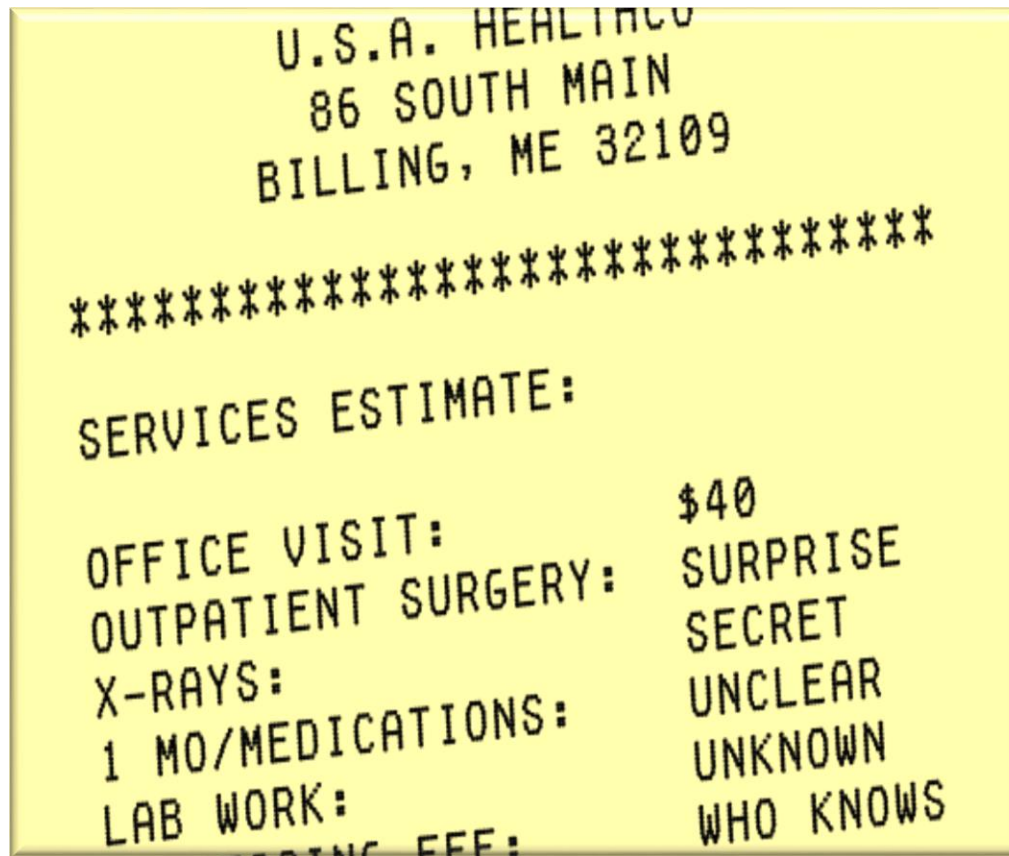 U.S.A. HEALTHCO
86 SOUTH MAIN
BILLING, ME 32109
*******************************
SERVICES ESTIMATE:
OFFICE VISIT: $40
OUTPATIENT SURGERY: SURPRISE
X-RAYS: SECRET
1 MO/MEDICATIONS: UNCLEAR
LAB WORK: UNKNOWN
FEE: WHO KNOWS